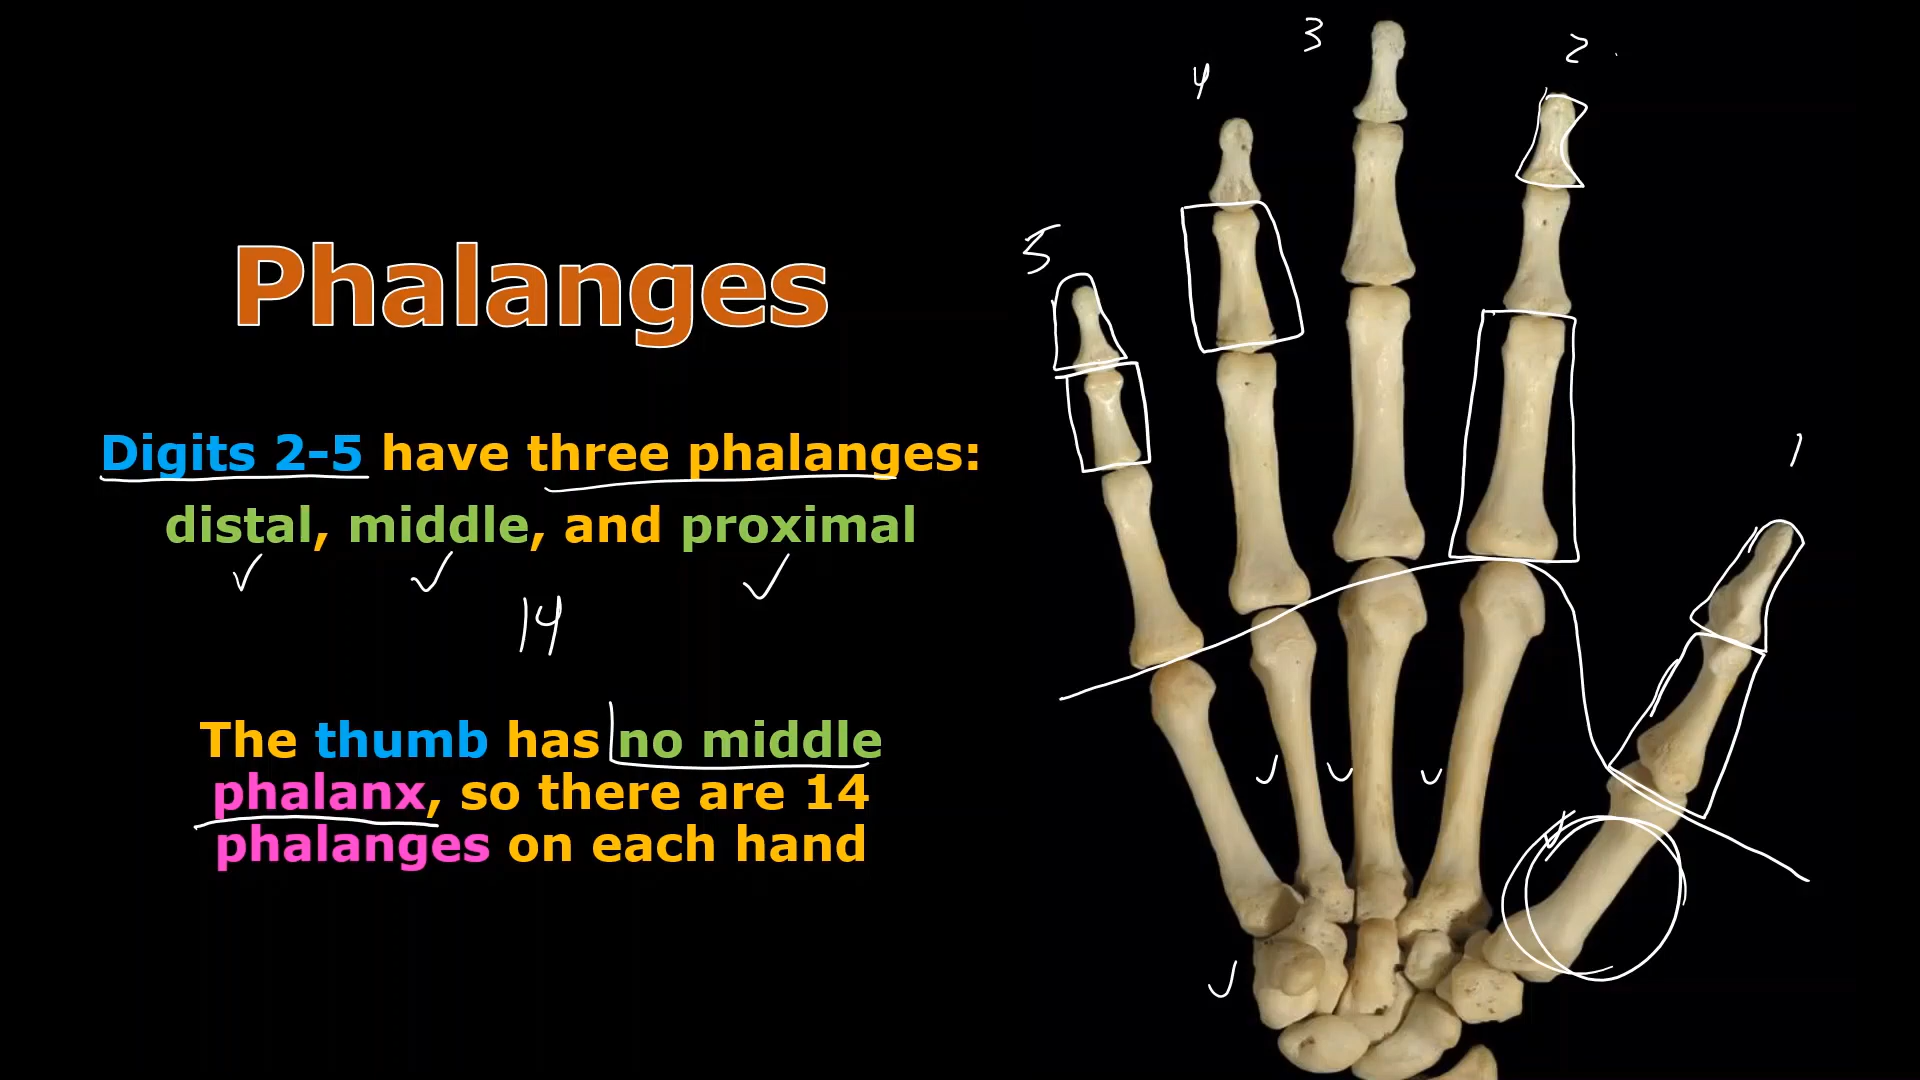 Phalanges
Digits 2–5 have three phalanges:
distal, middle, and proximal
14
The thumb has no middle
phalanx, so there are 14
phalanges on each hand
5
4
3
2
1